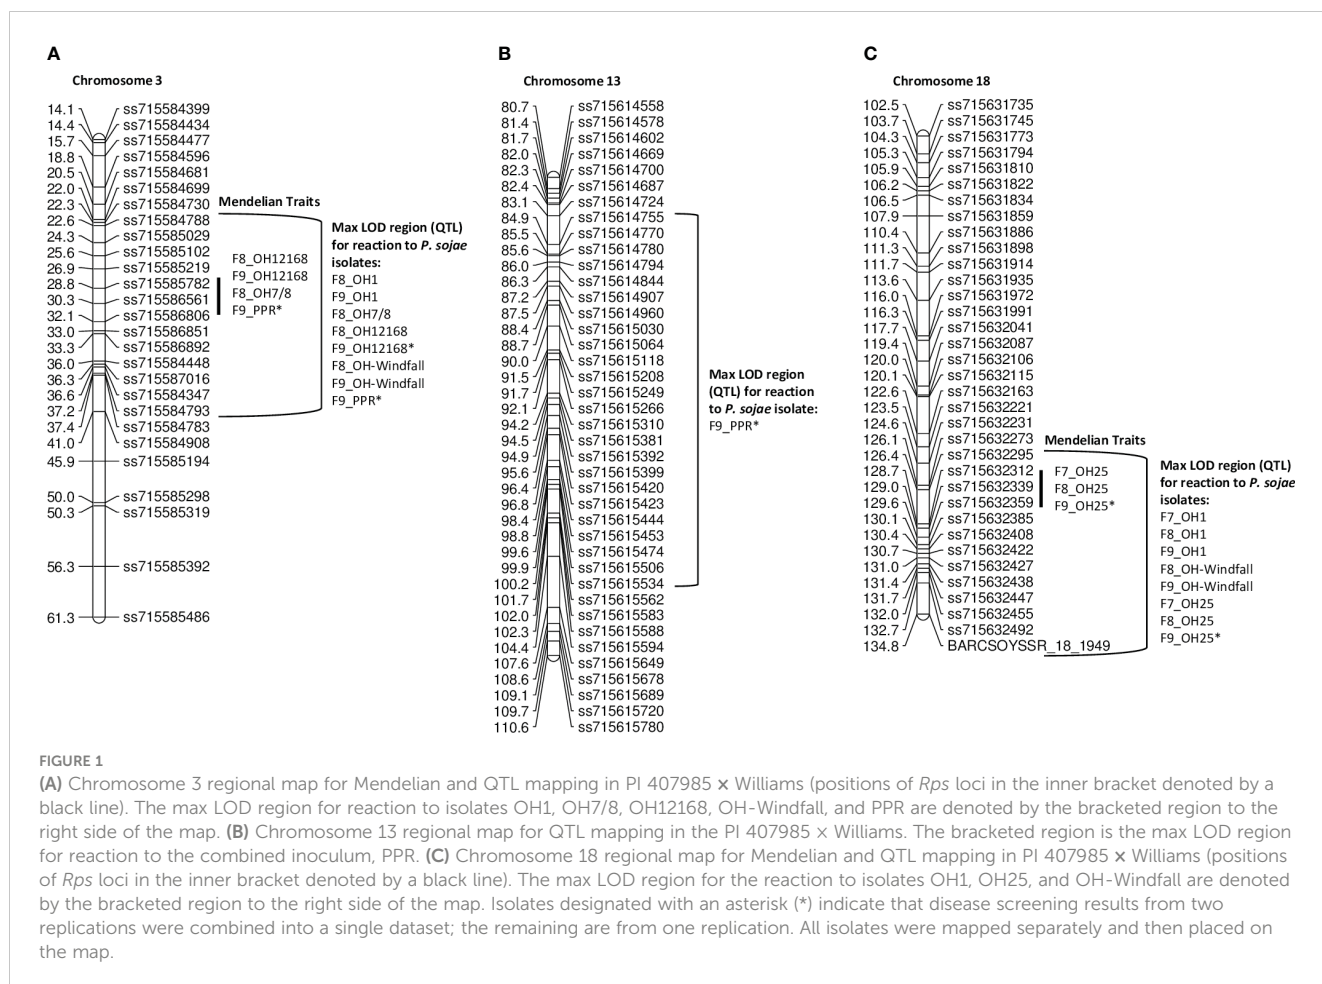 A
Chromosome 3
14.1 ss715584399
14.4 ss715584434
15.7 ss715584477
18.8 ss715584596
20.5 ss715584681
22.0 ss715584699
22.3 ss715584730
22.6 ss715584788
24.3 ss715585029
25.6 ss715585102
26.9 ss715585219
28.8 ss715585782
30.3 ss715586561
32.1 ss715586806
33.0 ss715586851
33.3 ss715586892
36.0 ss715584448
36.3 ss715587016
36.6 ss715584347
37.2 ss715584793
37.4 ss715584783
41.0 ss715584908
45.9 ss715585194
50.0 ss715585298
50.3 ss715585319
56.3 ss715585392
61.3 ss715585486
Mendelian Traits
F8_OH12168
F9_OH12168
F8_OH7/8
F9_PPR*
Max LOD region (QTL)
for reaction to P. sojae
isolates:
F8_OH1
F9_OH1
F8_OH7/8
F8_OH12168
F9_OH12168*
F8_OH-Windfall
F9_OH-Windfall
F9_PPR*
B
Chromosome 13
80.7 ss715614558
81.4 ss715614578
81.7 ss715614602
82.0 ss715614669
82.3 ss715614700
82.4 ss715614687
83.1 ss715614724
84.9 ss715614755
85.5 ss715614770
85.6 ss715614780
86.0 ss715614794
86.3 ss715614844
87.2 ss715614907
87.5 ss715614960
88.4 ss715615030
88.7 ss715615064
90.0 ss715615118
91.5 ss715615208
91.7 ss715615249
92.1 ss715615266
94.2 ss715615310
94.5 ss715615381
94.9 ss715615392
95.6 ss715615399
96.4 ss715615420
96.8 ss715615423
98.4 ss715615444
98.8 ss715615453
99.6 ss715615474
99.9 ss715615506
100.2 ss715615534
101.7 ss715615562
102.0 ss715615583
102.3 ss715615588
104.4 ss715615594
107.6 ss715615649
108.6 ss715615678
109.1 ss715615689
109.7 ss715615720
110.6 ss715615780
Max LOD region
(QTL) for reaction
to P. sojae isolate:
F9_PPR*
C
Chromosome 18
102.5 ss715631735
103.7 ss715631745
104.3 ss715631773
105.3 ss715631794
105.9 ss715631810
106.2 ss715631822
106.5 ss715631834
107.9 ss715631859
110.4 ss715631886
111.3 ss715631898
111.7 ss715631914
113.6 ss715631935
116.0 ss715631972
116.3 ss715631991
117.7 ss715632041
119.4 ss715632087
120.0 ss715632106
120.1 ss715632115
122.6 ss715632163
123.5 ss715632221
124.6 ss715632231
126.1 ss715632273
126.4 ss715632295
128.7 ss715632312
129.0 ss715632339
129.6 ss715632359
130.1 ss715632385
130.4 ss715632408
130.7 ss715632422
131.0 ss715632427
131.4 ss715632438
131.7 ss715632447
132.0 ss715632455
132.7 ss715632492
134.8 BARCSOYSSR_18_1949
Mendelian Traits
F7_OH25
F8_OH25
F9_OH25*
Max LOD region (QTL)
for reaction to P. sojae
isolates:
F7_OH1
F8_OH1
F9_OH1
F8_OH-Windfall
F9_OH-Windfall
F7_OH25
F8_OH25
F9_OH25*
FIGURE 1
(A) Chromosome 3 regional map for Mendelian and QTL mapping in PI 407985 × Williams (positions of Rps loci in the inner bracket denoted by a
black line). The max LOD region for reaction to isolates OH1, OH7/8, OH12168, OH-Windfall, and PPR are denoted by the bracketed region to the
right side of the map. (B) Chromosome 13 regional map for QTL mapping in the PI 407985 × Williams. The bracketed region is the max LOD region
for reaction to the combined inoculum, PPR. (C) Chromosome 18 regional map for Mendelian and QTL mapping in PI 407985 × Williams (positions
of Rps loci in the inner bracket denoted by a black line). The max LOD region for the reaction to isolates OH1, OH25, and OH-Windfall are denoted
by the bracketed region to the right side of the map. Isolates designated with an asterisk (*) indicate that disease screening results from two
replications were combined into a single dataset; the remaining are from one replication. All isolates were mapped separately and then placed on
the map.